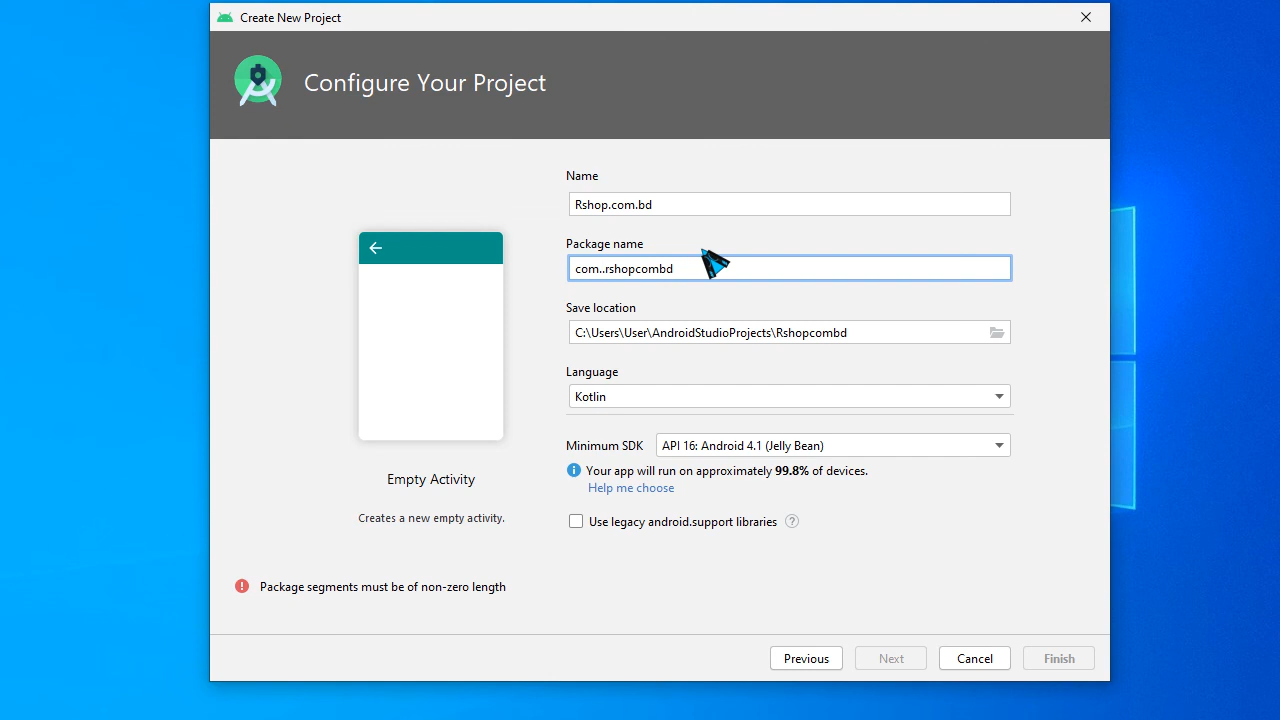 Create New Project
Configure Your Project
Name
Rshop.com.bd
Package name
com..rshopcombd
Save location
C:\Users\User\AndroidStudioProjects\Rshopcombd
Language
Kotlin
Minimum SDK API 16: Android 4.1 (Jelly Bean)
Your app will run on approximately 99.8% of devices.
Help me choose
Use legacy android.support libraries ?
Empty Activity
Creates a new empty activity.
Package segments must be of non-zero length
Previous Next Cancel Finish